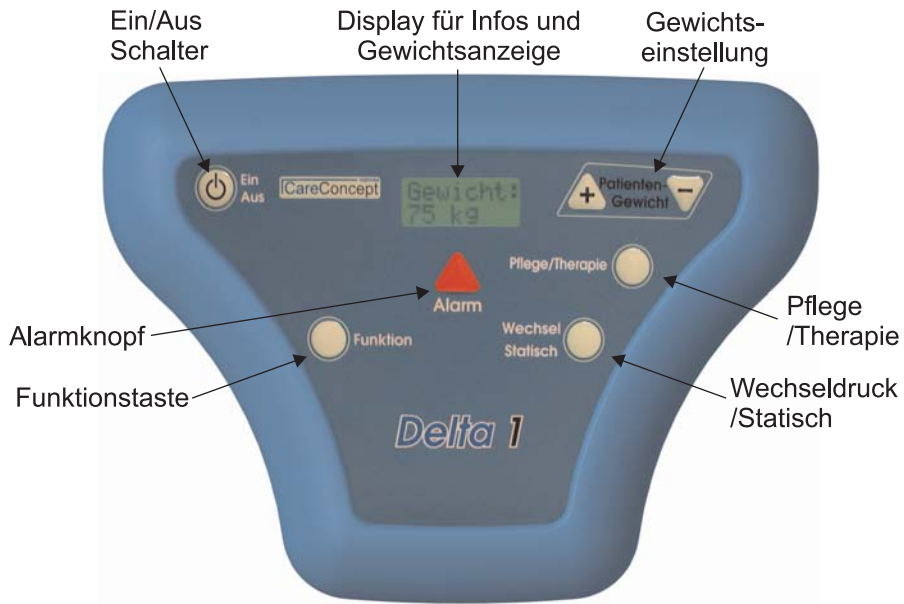 Ein/Aus
Schalter
Display für Infos und
Gewichtsanzeige
Gewichts-
einstellung
Ein
Aus
CareConcept
Gewicht:
75 kg
+
Patienten-
Gewicht
−
Pflege/Therapie
Alarm
Funktion
Wechsel
Statisch
Alarmknopf
Funktionstaste
Pflege
/Therapie
Wechseldruck
/Statisch
Delta 1